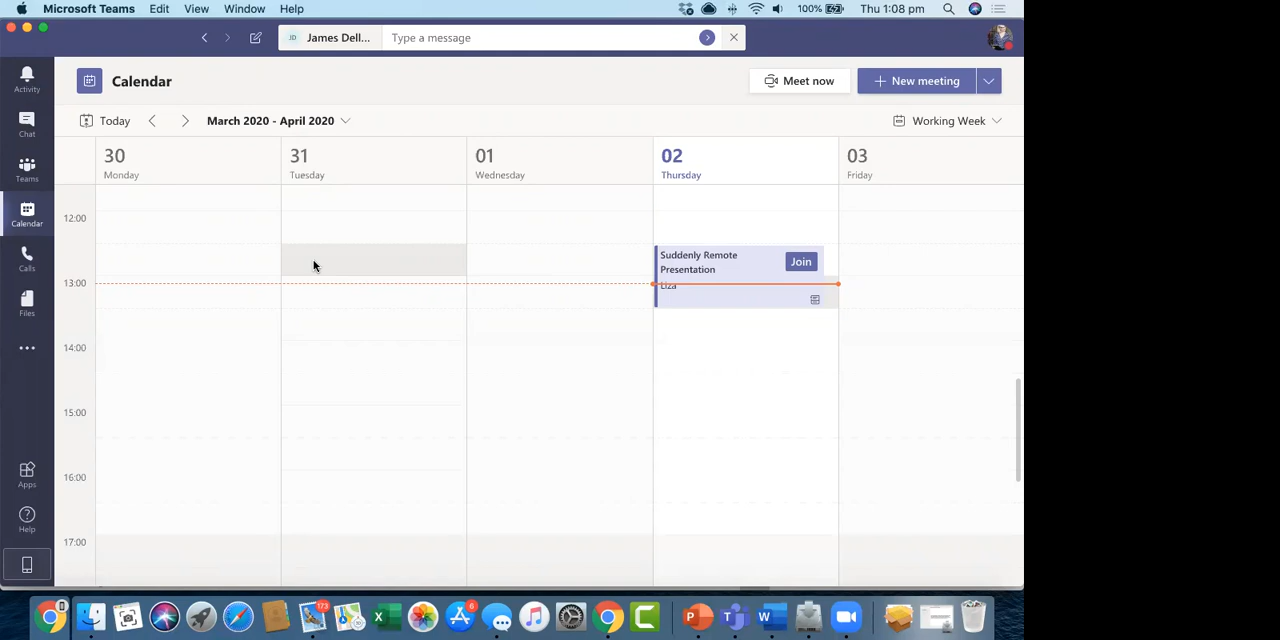 Microsoft Teams Edit View Window Help 100% Thu 1:08 pm
JD James Dell... Type a message
Activity
Chat
Teams
Calendar
Calls
Files
Apps
Help
Calendar
Meet now
New meeting
Today March 2020 - April 2020
Working Week
30 Monday
31 Tuesday
01 Wednesday
02 Thursday
03 Friday
12:00
13:00
14:00
15:00
16:00
17:00
Suddenly Remote
Presentation
Liza
Join
173
6